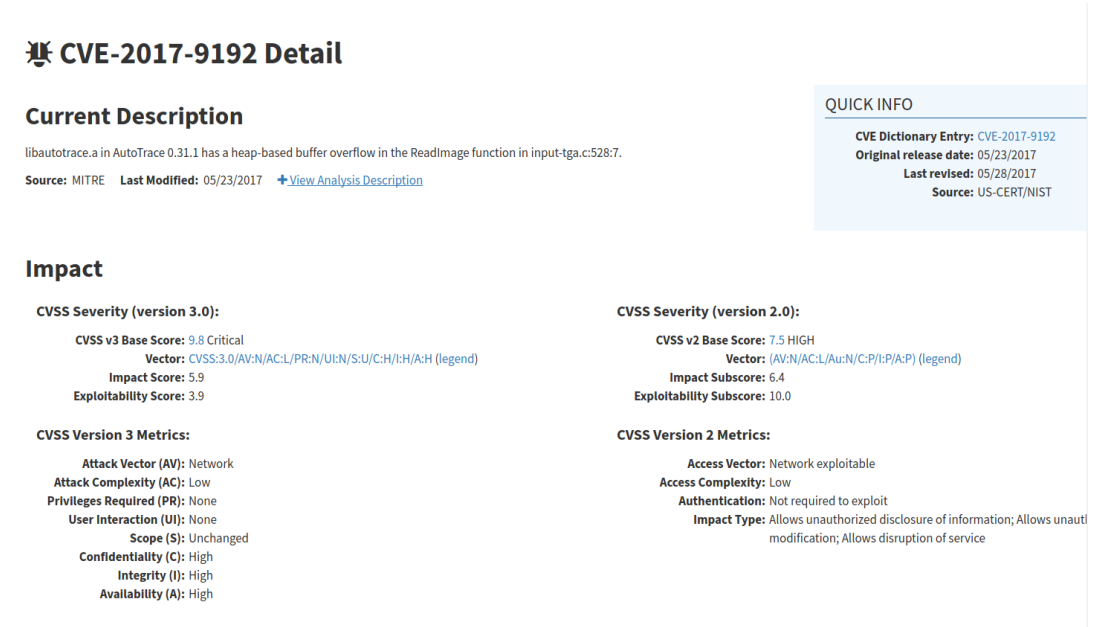 CVE-2017-9192 Detail
Current Description
libautotrace.a in AutoTrace 0.31.1 has a heap-based buffer overflow in the ReadImage function in input-tga.c:528:7.
Source: MITRE Last Modified: 05/23/2017 +View Analysis Description
QUICK INFO
CVE Dictionary Entry: CVE-2017-9192
Original release date: 05/23/2017
Last revised: 05/28/2017
Source: US-CERT/NIST
Impact
CVSS Severity (version 3.0):
CVSS v3 Base Score: 9.8 Critical
Vector: CVSS:3.0/AV:N/AC:L/PR:N/UI:N/S:U/C:H/I:H/A:H (legend)
Impact Score: 5.9
Exploitability Score: 3.9
CVSS Version 3 Metrics:
Attack Vector (AV): Network
Attack Complexity (AC): Low
Privileges Required (PR): None
User Interaction (UI): None
Scope (S): Unchanged
Confidentiality (C): High
Integrity (I): High
Availability (A): High
CVSS Severity (version 2.0):
CVSS v2 Base Score: 7.5 HIGH
Vector: (AV:N/AC:L/Au:N/C:P/I:P/A:P) (legend)
Impact Subscore: 6.4
Exploitability Subscore: 10.0
CVSS Version 2 Metrics:
Access Vector: Network exploitable
Access Complexity: Low
Authentication: Not required to exploit
Impact Type: Allows unauthorized disclosure of information; Allows unaut
modification; Allows disruption of service